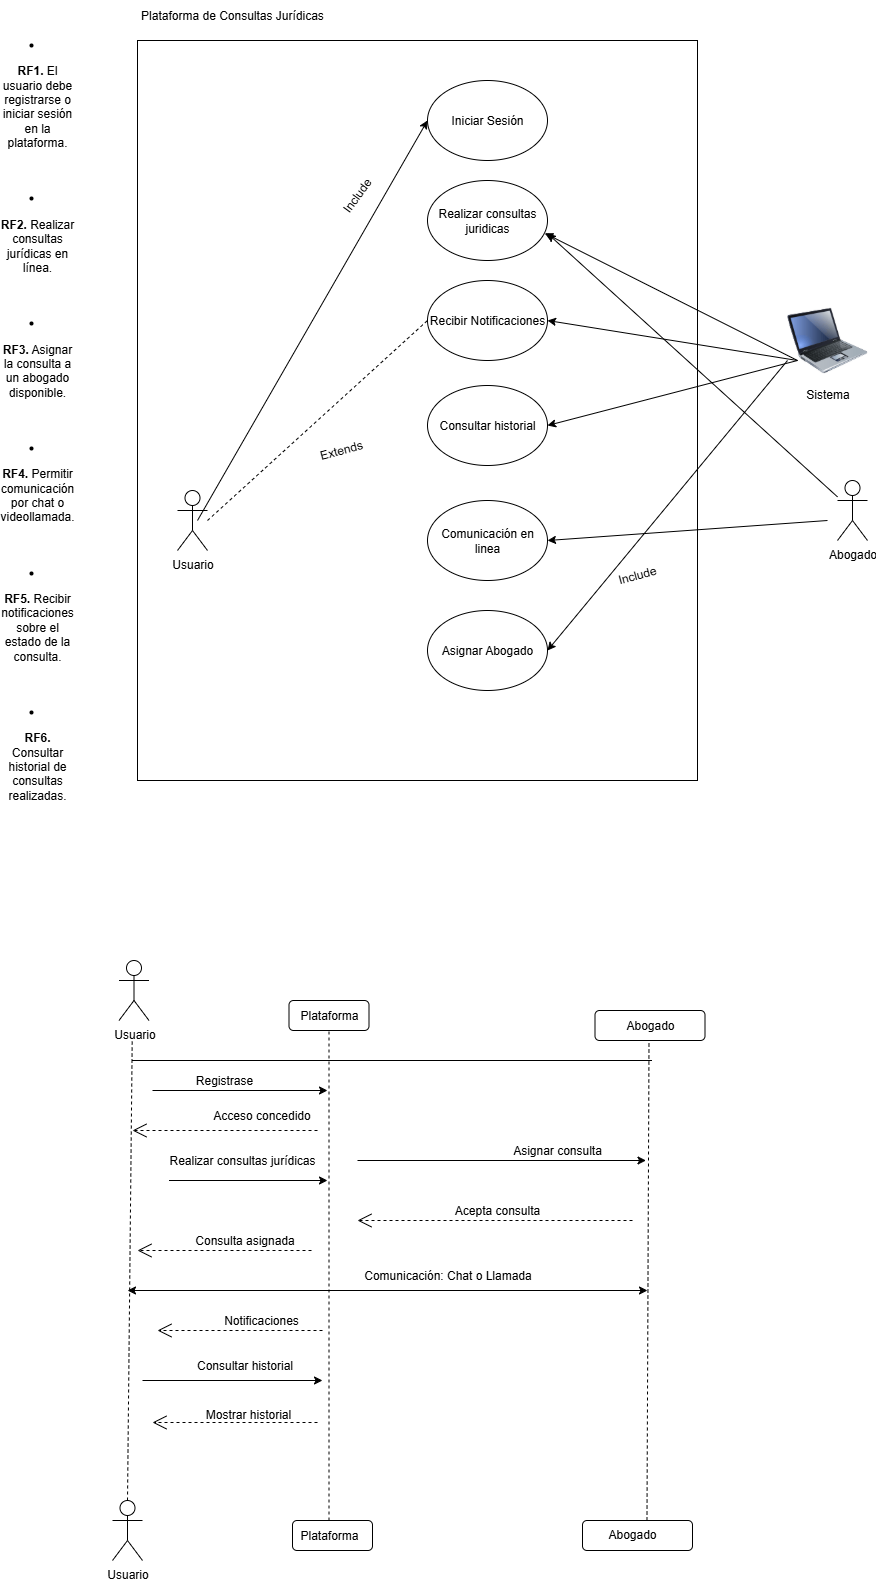 Plataforma de Consultas Jurídicas
RF1. El
usuario debe
registrarse o
iniciar sesión
en la
plataforma.
RF2. Realizar
consultas
jurídicas en
línea.
RF3. Asignar
la consulta a
un abogado
disponible.
RF4. Permitir
comunicación
por chat o
videollamada.
RF5. Recibir
notificaciones
sobre el
estado de la
consulta.
RF6.
Consultar
historial de
consultas
realizadas.
Iniciar Sesión
Include
Realizar consultas
juridicas
Recibir Notificaciones
Sistema
Consultar historial
Extends
Comunicación en
linea
Usuario
Abogado
Include
Asignar Abogado
Usuario
Plataforma
Abogado
Registrase
Acceso concedido
Realizar consultas jurídicas
Asignar consulta
Acepta consulta
Consulta asignada
Comunicación: Chat o Llamada
Notificaciones
Consultar historial
Mostrar historial
Plataforma
Abogado
Usuario